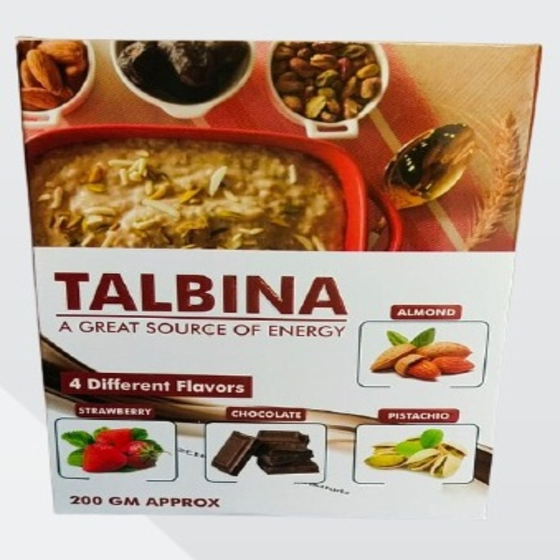 TALBINA
A GREAT SOURCE OF ENERGY
ALMOND
4 Different Flavors
STRAWBERRY
CHOCOLATE
PISTACHIO
200 GM APPROX